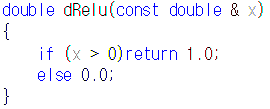 double dRelu(const double & x)
{
    if (x > 0)return 1.0;
    else 0.0;
}